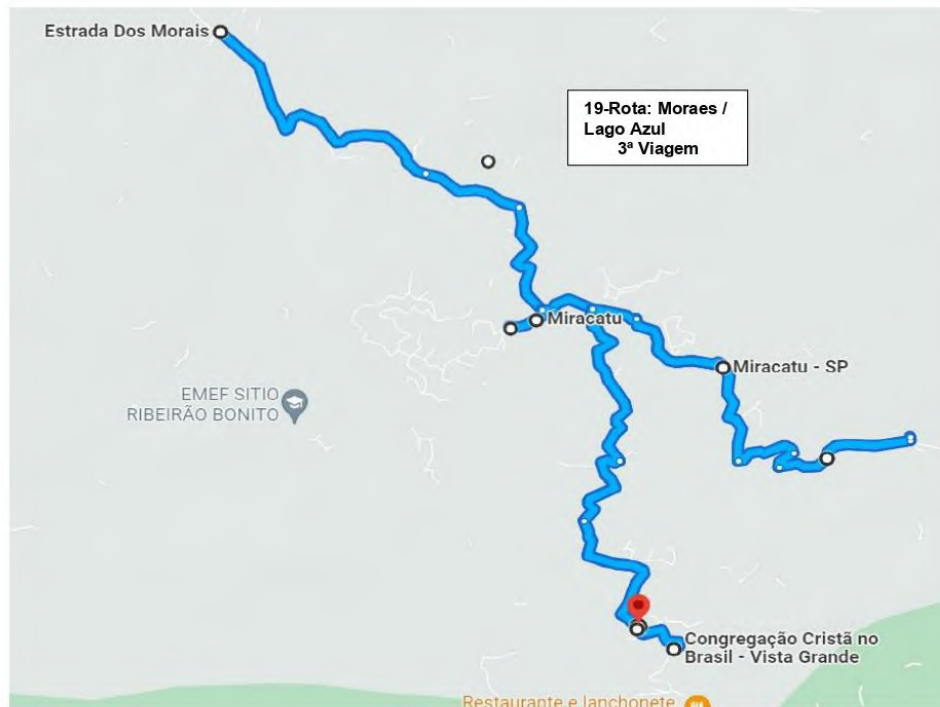 Estrada Dos Morais
19-Rota: Moraes /
Lago Azul
3ª Viagem
Miracatu
Miracatu - SP
EMEF SITIO
RIBEIRÃO BONITO
Congregação Cristã no
Brasil - Vista Grande
Restaurante e lanchonete